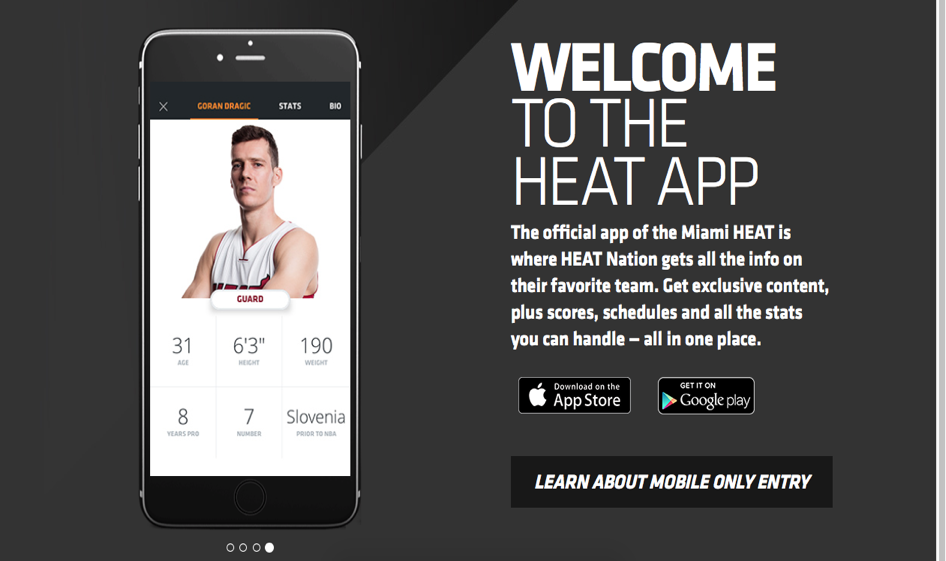 GORAN DRAGIC STATS BIO
GUARD
31 6'3" 190
AGE HEIGHT WEIGHT
8 7 Slovenia
YEARS PRO NUMBER PRIOR TO NBA
WELCOME
TO THE
HEAT APP
The official app of the Miami HEAT is
where HEAT Nation gets all the info on
their favorite team. Get exclusive content,
plus scores, schedules and all the stats
you can handle – all in one place.
Download on the
App Store
GET IT ON
Google play
LEARN ABOUT MOBILE ONLY ENTRY